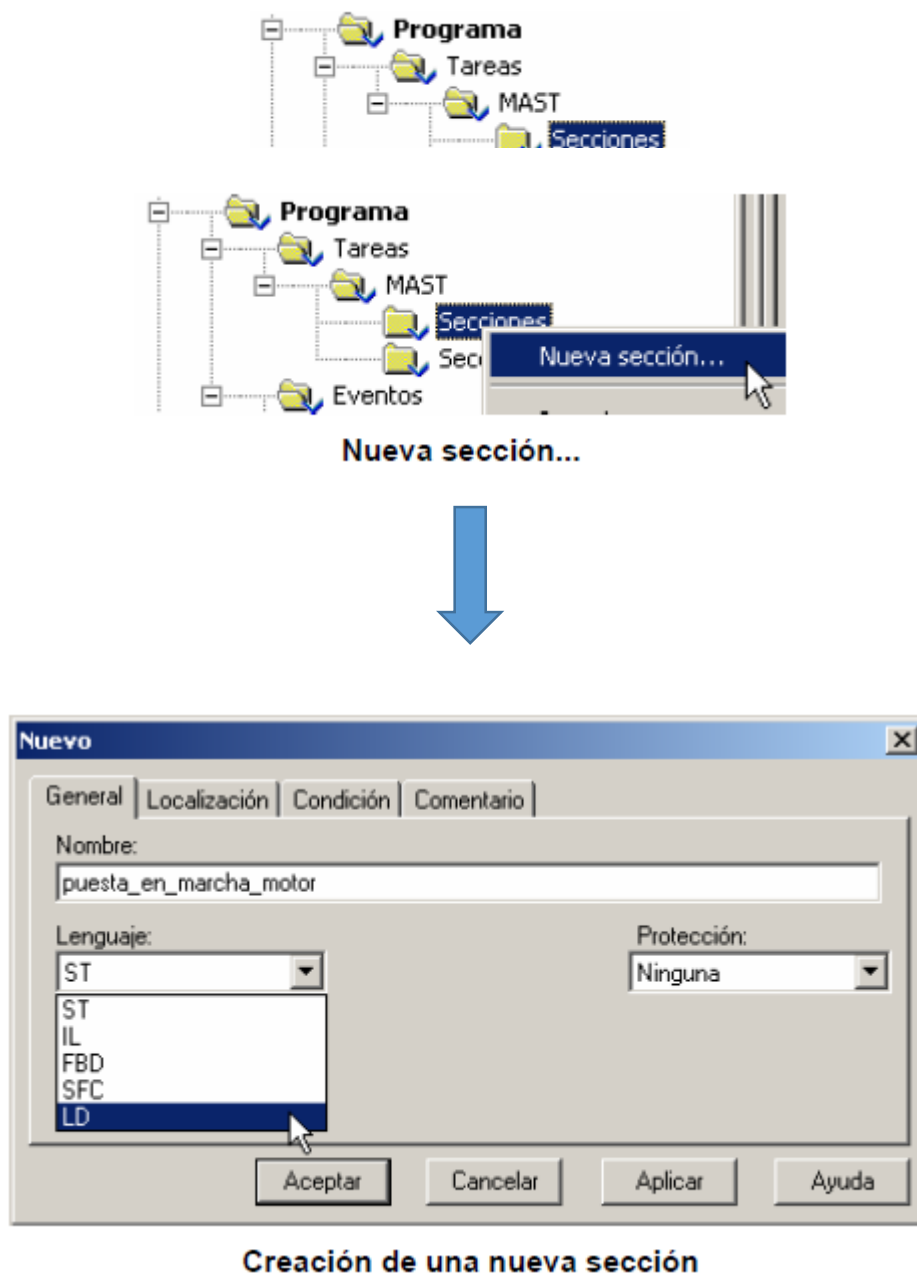 Programa
Tareas
MAST
Secciones
Programa
Tareas
MAST
Secciones
Nueva sección...
Eventos
Nueva sección...
Nuevo
General Localización Condición Comentario
Nombre:
puesta_en_marcha_motor
Lenguaje: Protección:
ST Ninguna
ST
IL
FBD
SFC
LD
Aceptar Cancelar Aplicar Ayuda
Creación de una nueva sección